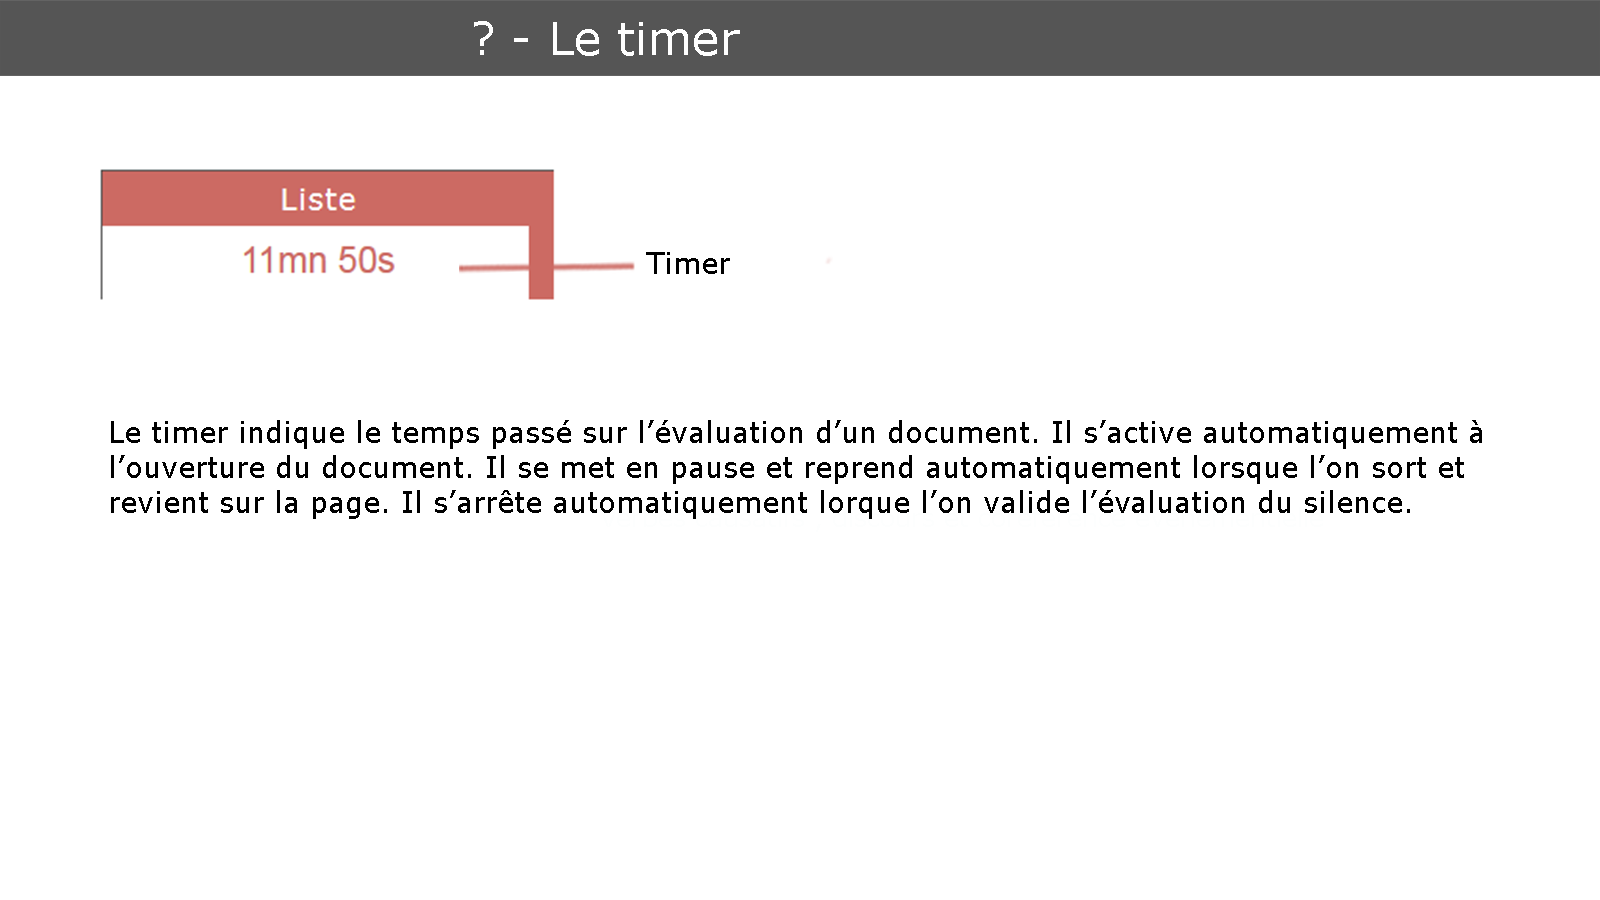 ? - Le timer
Liste
11mn 50s
Timer
Le timer indique le temps passé sur l’évaluation d’un document. Il s’active automatiquement à
l’ouverture du document. Il se met en pause et reprend automatiquement lorsque l’on sort et
revient sur la page. Il s’arrête automatiquement lorque l’on valide l’évaluation du silence.